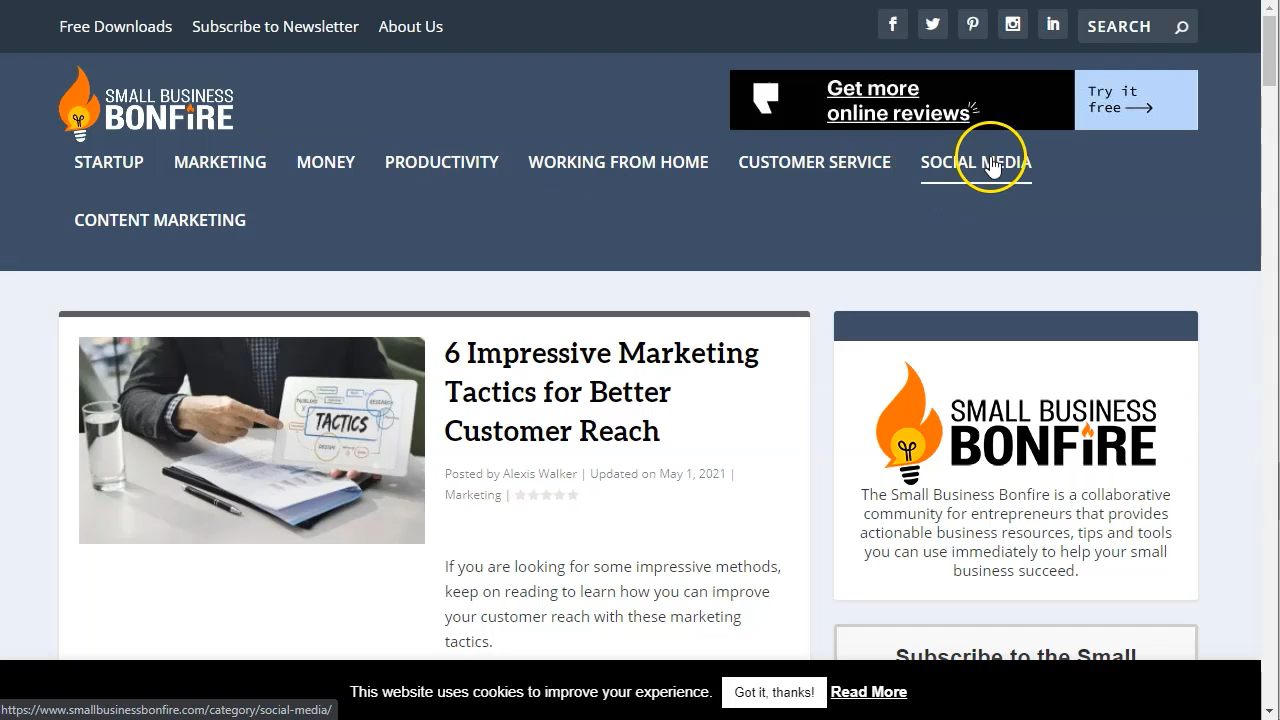 Free Downloads Subscribe to Newsletter About Us
SEARCH
SMALL BUSINESS
BONFIRE
Get more
online reviews
Try it
free
STARTUP MARKETING MONEY PRODUCTIVITY WORKING FROM HOME CUSTOMER SERVICE SOCIAL MEDIA
CONTENT MARKETING
TACTICS
6 Impressive Marketing
Tactics for Better
Customer Reach
Posted by Alexis Walker | Updated on May 1, 2021 |
Marketing |
If you are looking for some impressive methods,
keep on reading to learn how you can improve
your customer reach with these marketing
tactics.
SMALL BUSINESS
BONFIRE
The Small Business Bonfire is a collaborative
community for entrepreneurs that provides
actionable business resources, tips and tools
you can use immediately to help your small
business succeed.
Subscribe to the Small
This website uses cookies to improve your experience. Got it, thanks! Read More
https://www.smallbusinessbonfire.com/category/social-media/